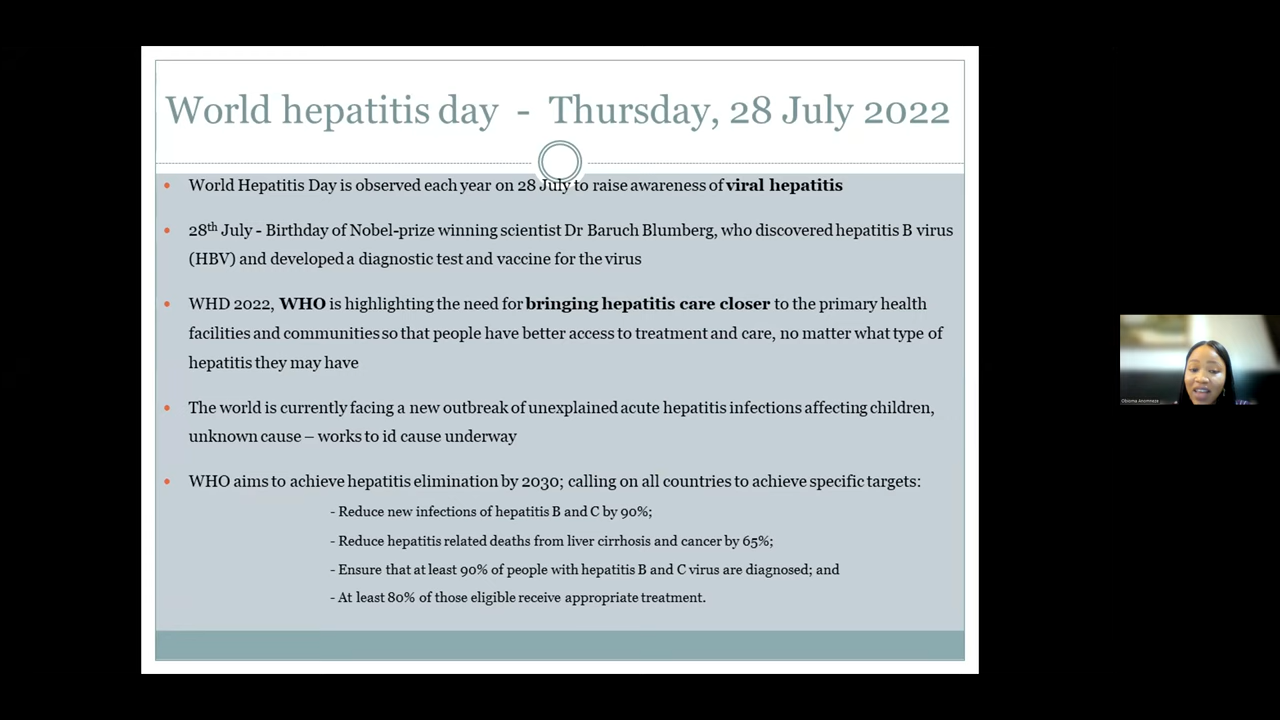 World hepatitis day - Thursday, 28 July 2022
• World Hepatitis Day is observed each year on 28 July to raise awareness of viral hepatitis
• 28th July - Birthday of Nobel-prize winning scientist Dr Baruch Blumberg, who discovered hepatitis B virus
(HBV) and developed a diagnostic test and vaccine for the virus
• WHD 2022, WHO is highlighting the need for bringing hepatitis care closer to the primary health
facilities and communities so that people have better access to treatment and care, no matter what type of
hepatitis they may have
• The world is currently facing a new outbreak of unexplained acute hepatitis infections affecting children,
unknown cause – works to id cause underway
• WHO aims to achieve hepatitis elimination by 2030; calling on all countries to achieve specific targets:
- Reduce new infections of hepatitis B and C by 90%;
- Reduce hepatitis related deaths from liver cirrhosis and cancer by 65%;
- Ensure that at least 90% of people with hepatitis B and C virus are diagnosed; and
- At least 80% of those eligible receive appropriate treatment.